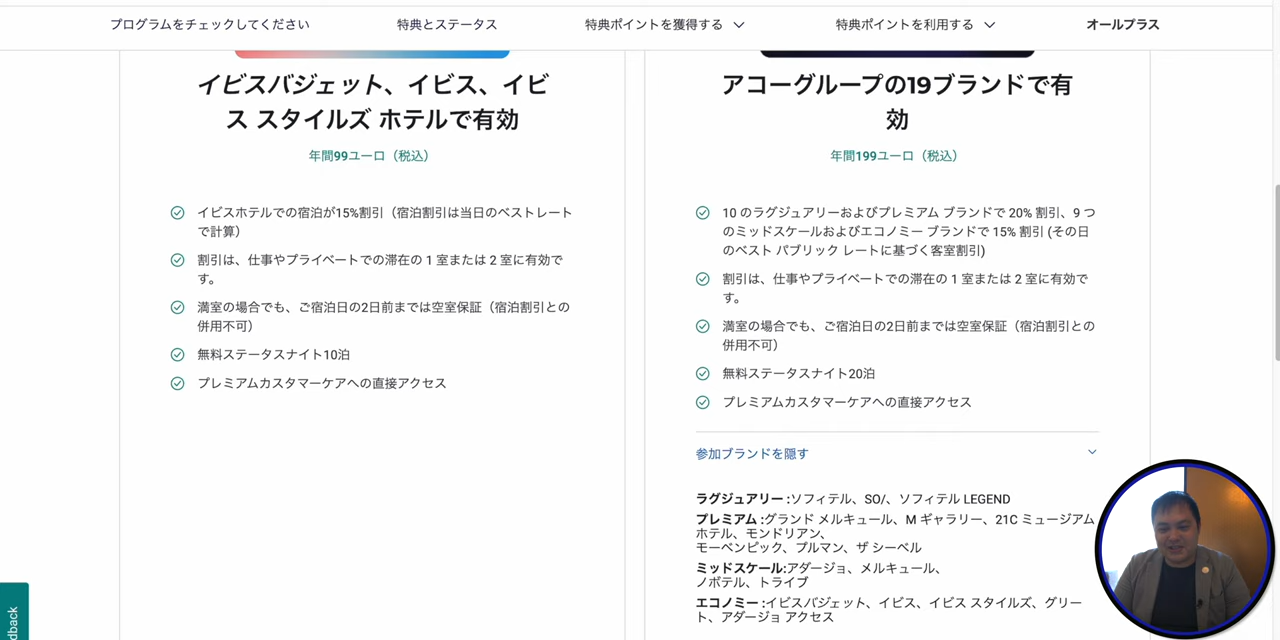 プログラムをチェックしてください
特典とステータス
特典ポイントを獲得する
特典ポイントを利用する
オールプラス
イビスバジェット、イビス、イビ
ス スタイルズ ホテルで有効
年間99ユーロ（税込）
イビスホテルでの宿泊が15%割引（宿泊割引は当日のベストレート
で計算）
割引は、仕事やプライベートでの滞在の 1 室または 2 室に有効で
す。
満室の場合でも、ご宿泊日の2日前までは空室保証（宿泊割引との
併用不可）
無料ステータスナイト10泊
プレミアムカスタマーケアへの直接アクセス
アコーグループの19ブランドで有
効
年間199ユーロ（税込）
10 のラグジュアリーおよびプレミアム ブランドで 20% 割引、9 つ
のミッドスケールおよびエコノミー ブランドで 15% 割引 (その日
のベスト パブリック レートに基づく客室割引)
割引は、仕事やプライベートでの滞在の 1 室または 2 室に有効で
す。
満室の場合でも、ご宿泊日の2日前までは空室保証（宿泊割引との
併用不可）
無料ステータスナイト20泊
プレミアムカスタマーケアへの直接アクセス
参加ブランドを隠す
ラグジュアリー :ソフィテル、SO/、ソフィテル LEGEND
プレミアム :グランド メルキュール、M ギャラリー、21C ミュージアム
ホテル、モンドリアン、
モーベンピック、プルマン、ザ シーベル
ミッドスケール:アダージョ、メルキュール、
ノボテル、トライブ
エコノミー :イビスバジェット、イビス、イビス スタイルズ、グリー
ト、アダージョ アクセス
dback